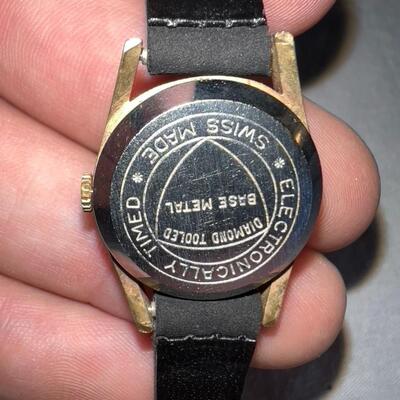 * SWISS MADE *
ELECTRONICALLY TIMED
DIAMOND TOOLED
BASE METAL